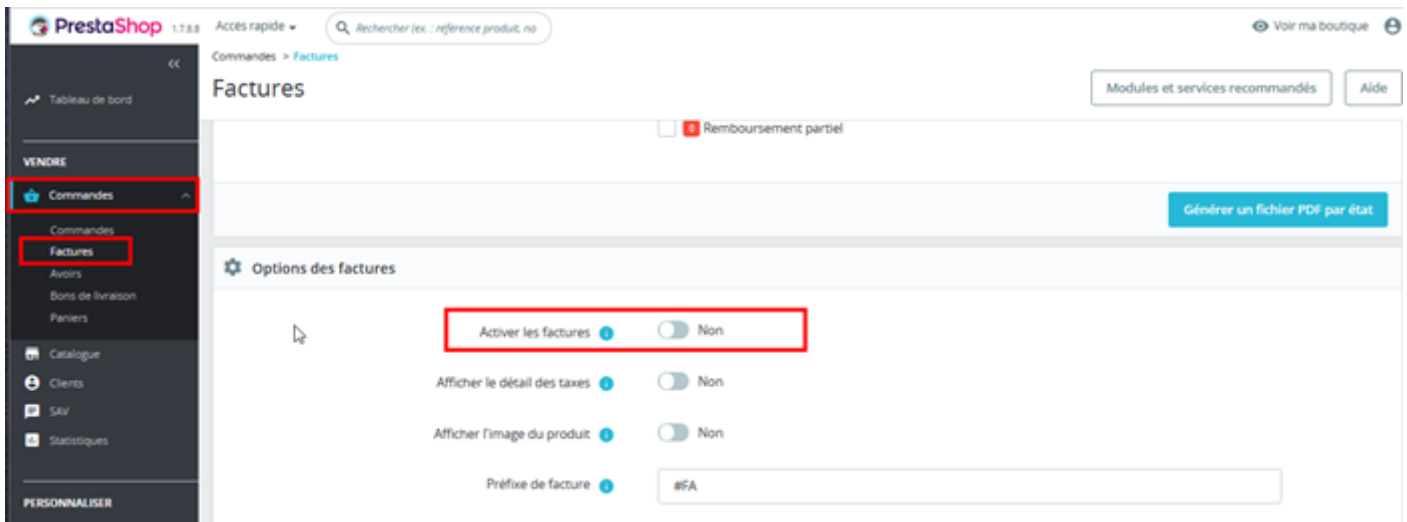 PrestaShop 1.7.8.8 Accès rapide Rechercher (ex. : référence produit, no Voir ma boutique
Commandes > Factures
Factures
Modules et services recommandés Aide
Tableau de bord
VENDRE
Commandes
Commandes
Factures
Avoirs
Bons de livraison
Paniers
Catalogue
Clients
SAV
Statistiques
PERSONNALISER
Remboursement partiel
Générer un fichier PDF par état
Options des factures
Activer les factures Non
Afficher le détail des taxes Non
Afficher l'image du produit Non
Préfixe de facture #FA